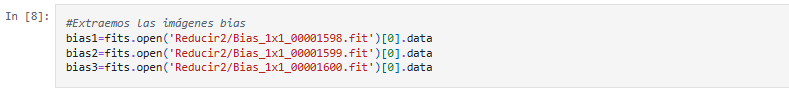 In [8]:
#Extraemos las imágenes bias
bias1=fits.open('Reducir2/Bias_1x1_00001598.fit')[0].data
bias2=fits.open('Reducir2/Bias_1x1_00001599.fit')[0].data
bias3=fits.open('Reducir2/Bias_1x1_00001600.fit')[0].data